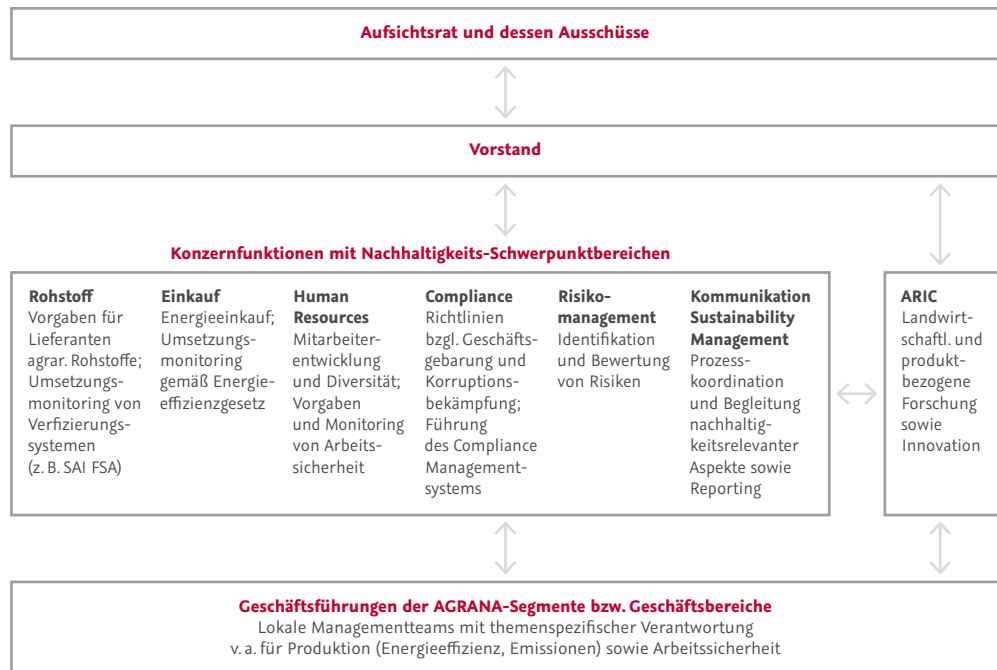 Aufsichtsrat und dessen Ausschüsse
Vorstand
Konzernfunktionen mit Nachhaltigkeits-Schwerpunktbereichen
Rohstoff
Vorgaben für
Lieferanten
agrar. Rohstoffe;
Umsetzungs-
monitoring von
Verfizierungs-
systemen
(z. B. SAI FSA)
Einkauf
Energieeinkauf;
Umsetzungs-
monitoring
gemäß Energie-
effizienzgesetz
Human
Resources
Mitarbeiter-
entwicklung
und Diversität;
Vorgaben
und Monitoring
von Arbeits-
sicherheit
Compliance
Richtlinien
bzgl. Geschäfts-
gebarung und
Korruptions-
bekämpfung;
Führung
des Compliance
Management-
systems
Risiko-
management
Identifikation
und Bewertung
von Risiken
Kommunikation
Sustainability
Management
Prozess-
koordination
und Begleitung
nachhaltig-
keitsrelevanter
Aspekte sowie
Reporting
ARIC
Landwirt-
schaftl. und
produkt-
bezogene
Forschung
sowie
Innovation
Geschäftsführungen der AGRANA-Segmente bzw. Geschäftsbereiche
Lokale Managementteams mit themenspezifischer Verantwortung
v. a. für Produktion (Energieeffizienz, Emissionen) sowie Arbeitssicherheit